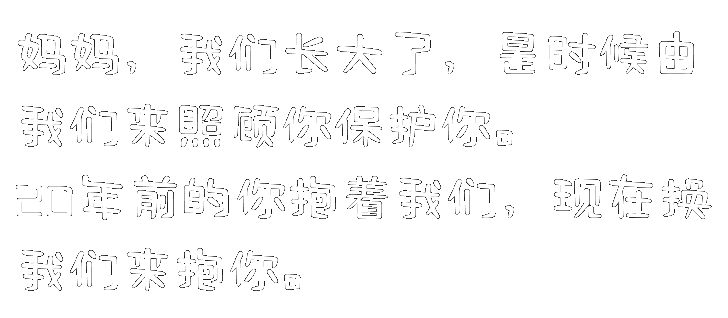 妈妈，我们长大了，是时候由
我们来照顾你保护你。
20年前的你抱着我们，现在换
我们来抱你。